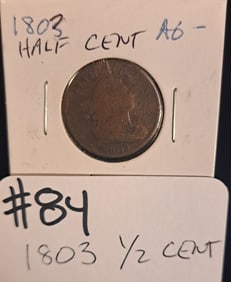 1803 AG-
HALF CENT
#84
1803 1/2 CENT